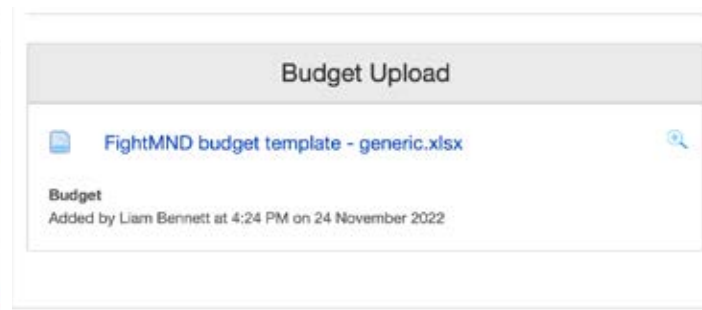 Budget Upload
FightMND budget template - generic.xlsx
Budget
Added by Liam Bennett at 4:24 PM on 24 November 2022